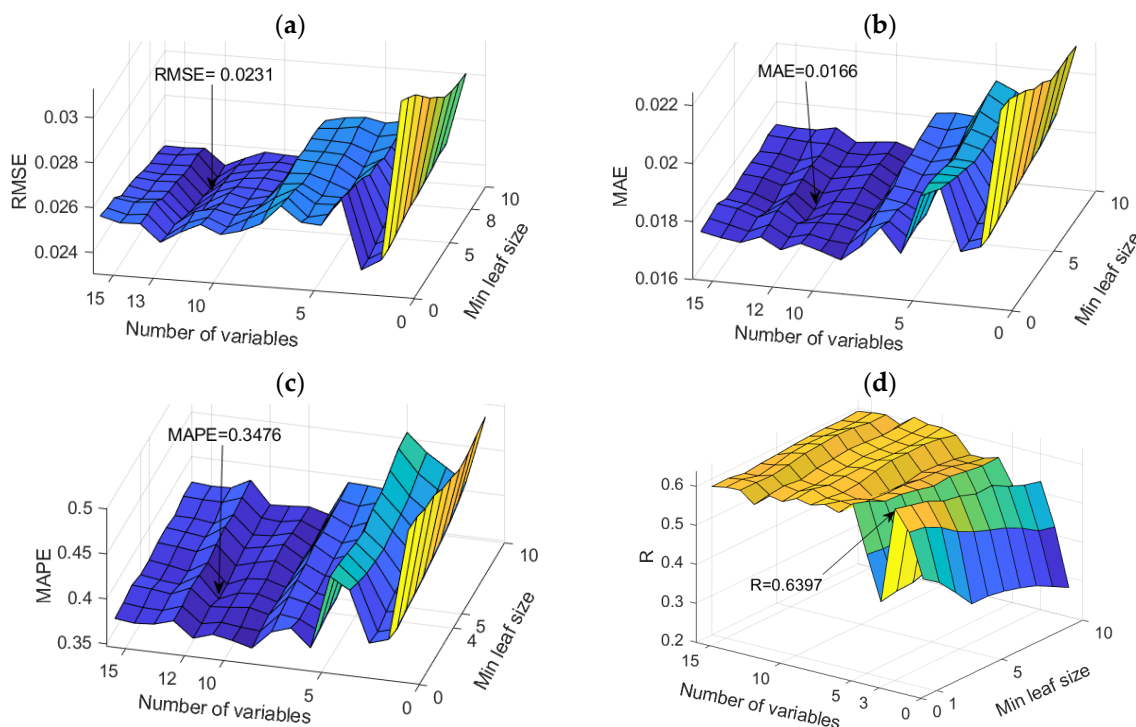 (a)
RMSE= 0.0231
RMSE
0.03
0.028
0.026
0.024
15
13
10
5
0
Number of variables
0
5
8
10
Min leaf size
(b)
MAE=0.0166
MAE
0.022
0.02
0.018
0.016
15
12
10
5
0
Number of variables
0
5
10
Min leaf size
(c)
MAPE=0.3476
MAPE
0.5
0.45
0.4
0.35
15
12
10
5
0
Number of variables
0
4
5
10
Min leaf size
(d)
R=0.6397
R
0.6
0.5
0.4
0.3
0.2
15
10
5
3
0
Number of variables
0
1
5
10
Min leaf size